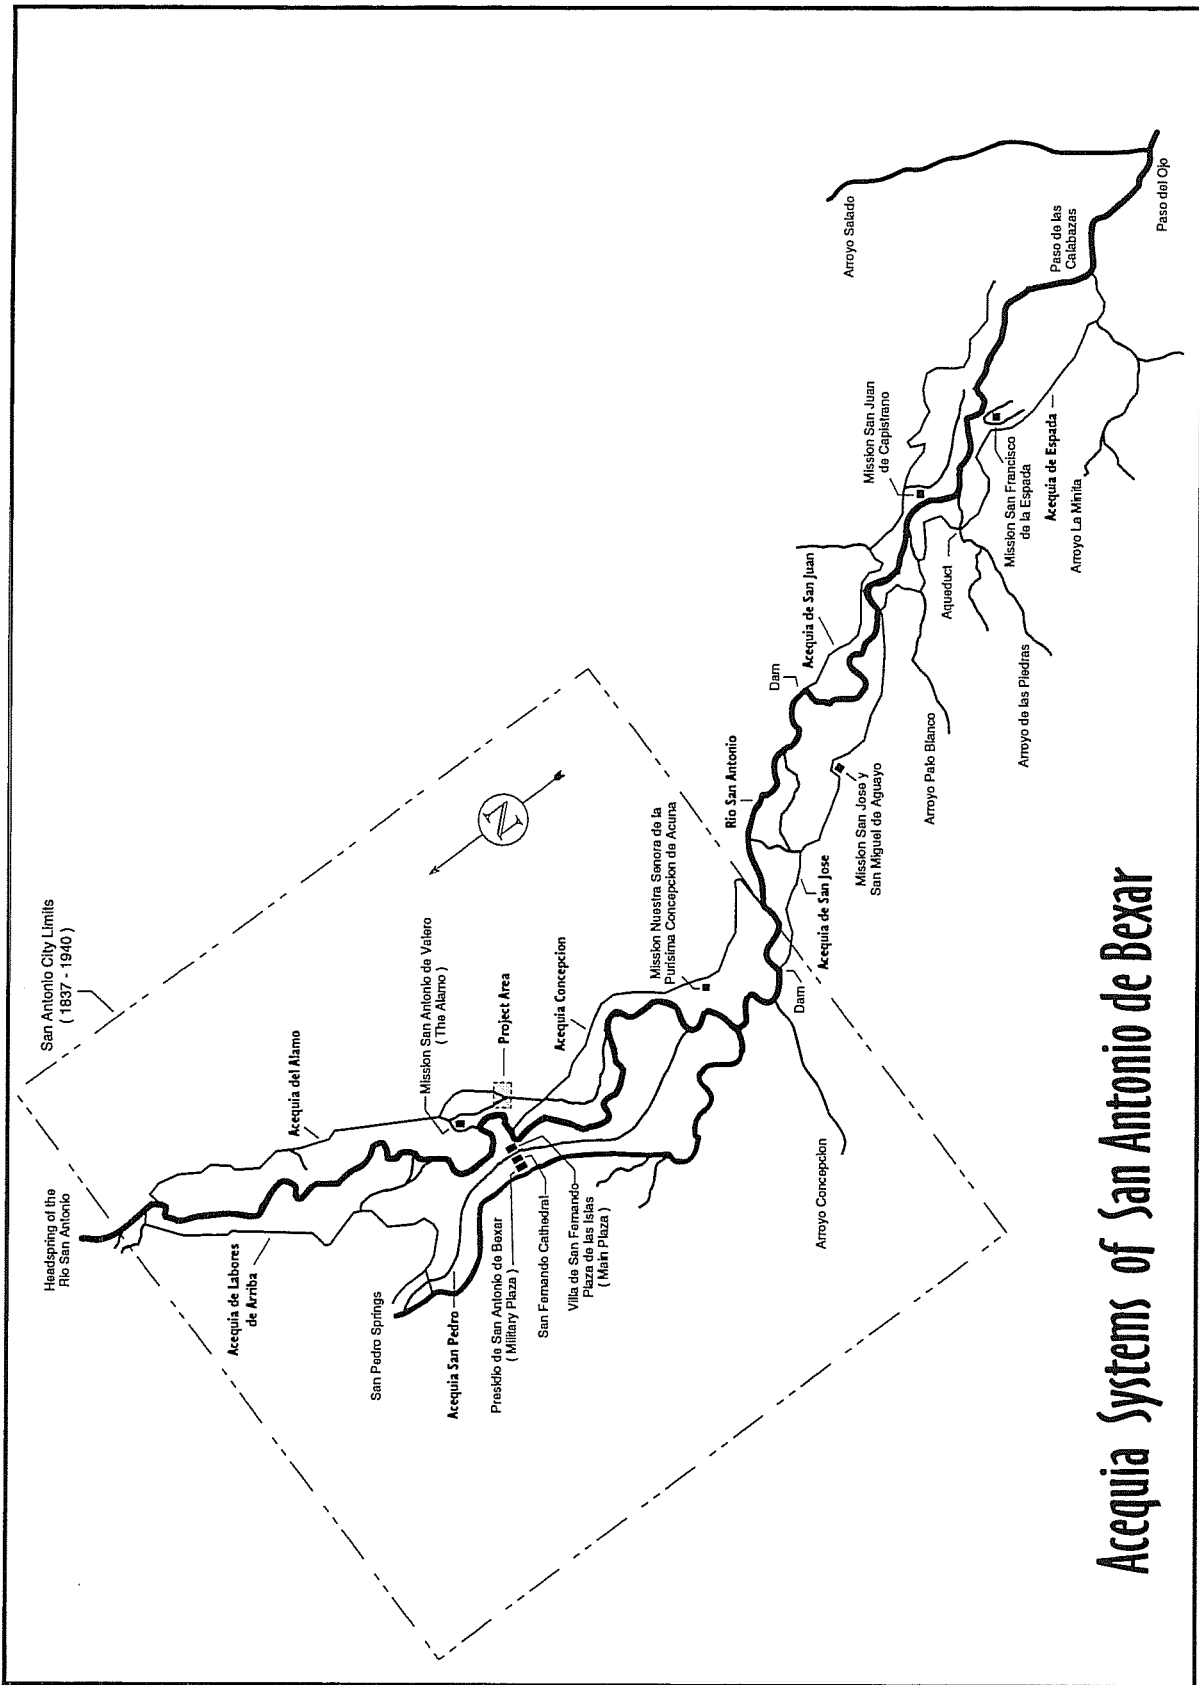 Headspring of the
Rio San Antonio
San Antonio City Limits
( 1837 - 1940 )
Acequia de Labores
de Arriba
Acequia del Alamo
San Pedro Springs
Acequia San Pedro
Mission San Antonio de Valero
( The Alamo )
Presidio de San Antonio de Bexar
( Military Plaza )
San Fernando Cathedral
Villa de San Fernando
Plaza de las Islas
( Main Plaza )
Project Area
Acequia Concepcion
N
Mission Nuestra Senora de la
Purisima Concepcion de Acuna
Rio San Antonio
Dam
Arroyo Concepcion
Acequia de San Jose
Mission San Jose y
San Miguel de Aguayo
Dam
Acequia de San Juan
Arroyo Palo Blanco
Aqueduct
Arroyo de las Piedras
Mission San Juan
de Capistrano
Mission San Francisco
de la Espada
Acequia de Espada
Arroyo La Minita
Arroyo Salado
Paso de las
Calabazas
Paso del Ojo
Acequia Systems of San Antonio de Bexar